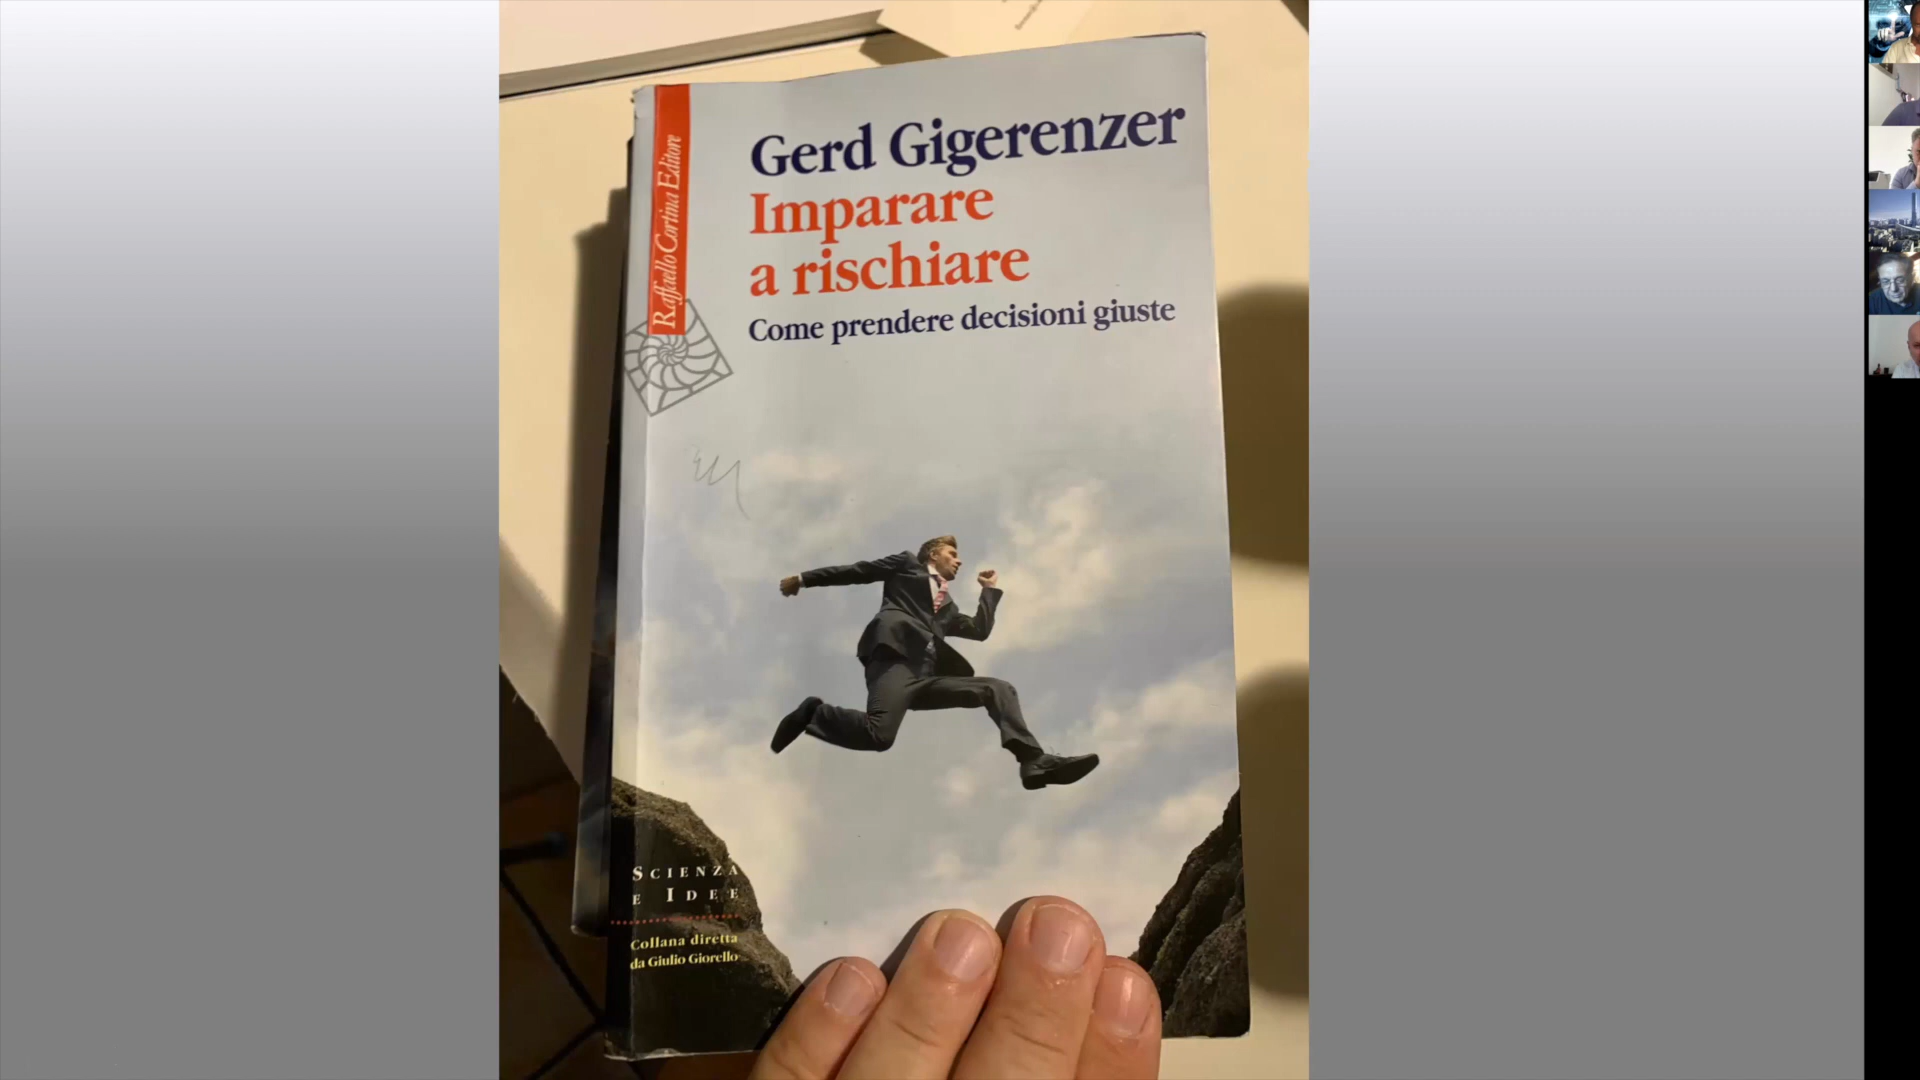 Raffaello Cortina Editore
Gerd Gigerenzer
Imparare
a rischiare
Come prendere decisioni giuste
SCIENZA
E IDEE
Collana diretta
da Giulio Giorello